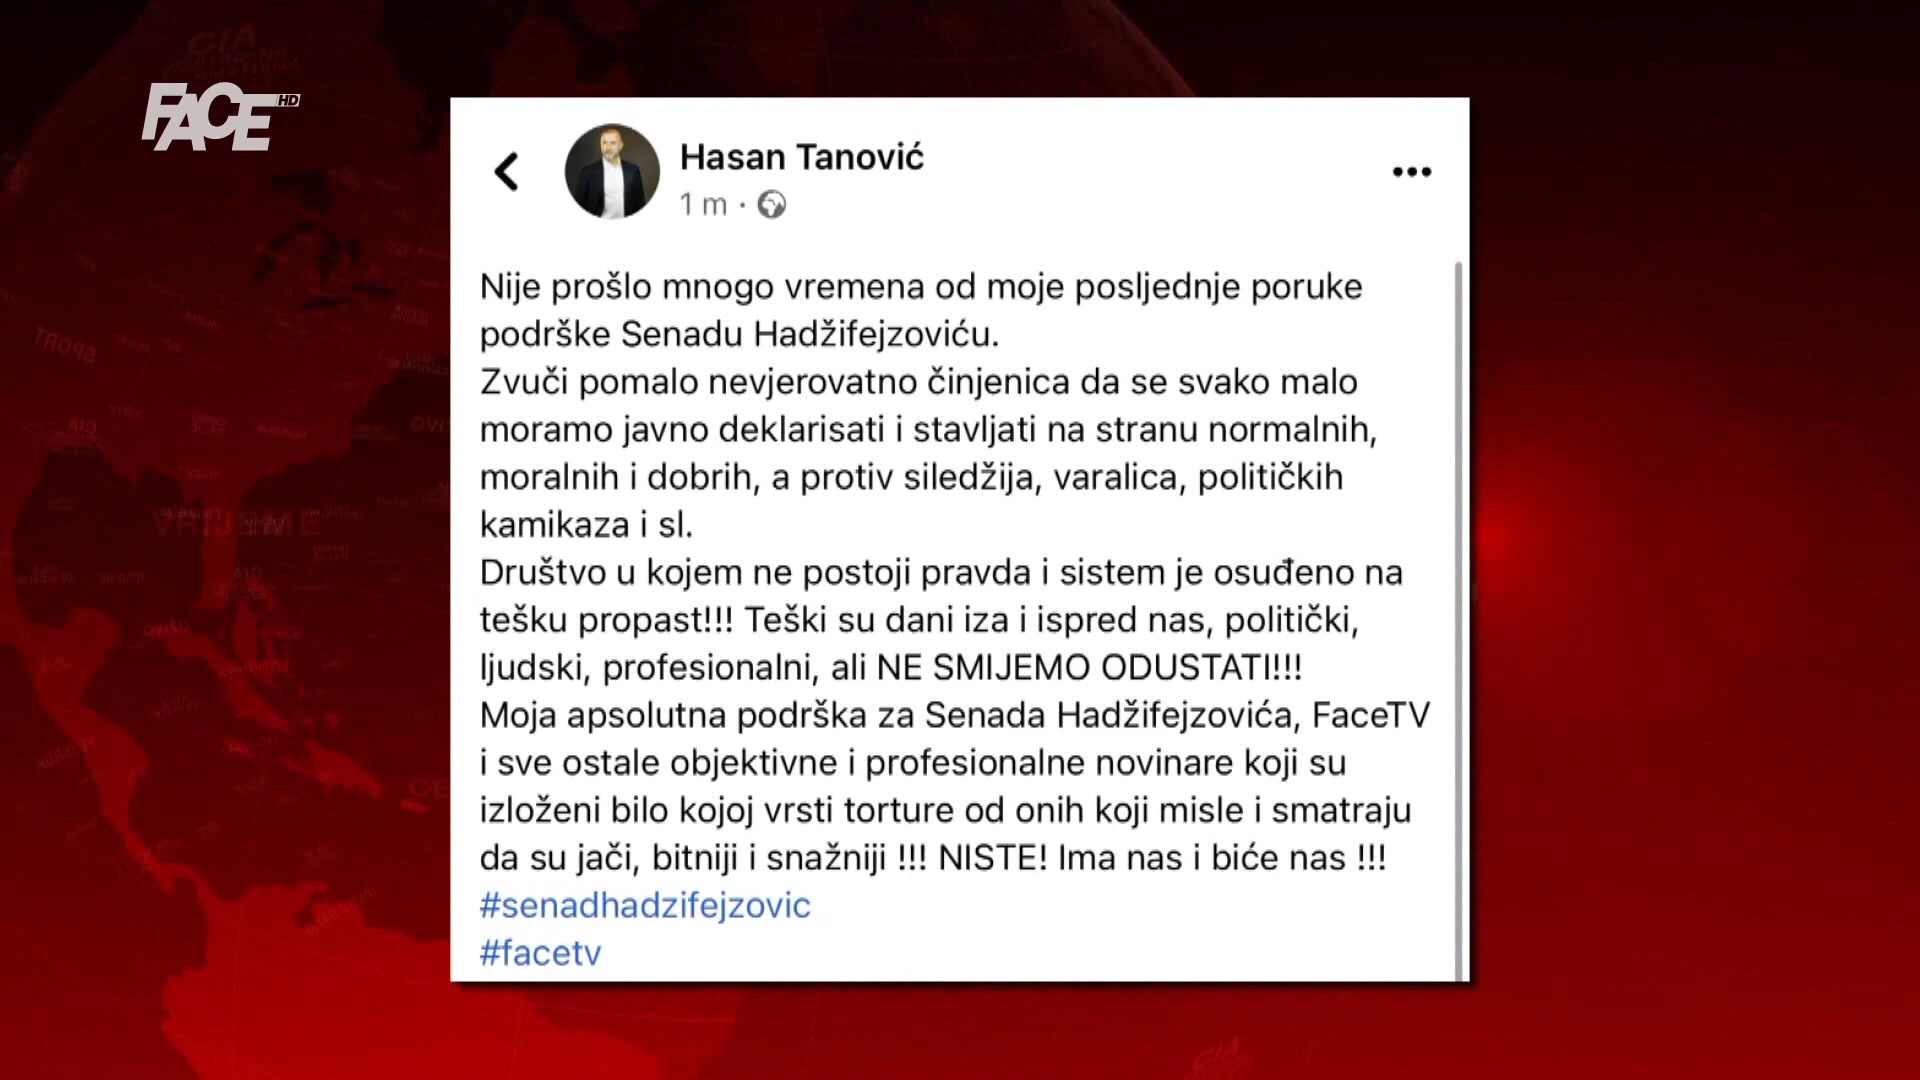 FACE HD
Hasan Tanović
1 m ·
Nije prošlo mnogo vremena od moje posljednje poruke
podrške Senadu Hadžifejzoviću.
Zvuči pomalo nevjerovatno činjenica da se svako malo
moramo javno deklarisati i stavljati na stranu normalnih,
moralnih i dobrih, a protiv siledžija, varalica, političkih
kamikaza i sl.
Društvo u kojem ne postoji pravda i sistem je osuđeno na
tešku propast!!! Teški su dani iza i ispred nas, politički,
ljudski, profesionalni, ali NE SMIJEMO ODUSTATI!!!
Moja apsolutna podrška za Senada Hadžifejzovića, FaceTV
i sve ostale objektivne i profesionalne novinare koji su
izloženi bilo kojoj vrsti torture od onih koji misle i smatraju
da su jači, bitniji i snažniji !!! NISTE! Ima nas i biće nas !!!
#senadhadzifejzovic
#facetv
CIA
SPORT
VRIJEME